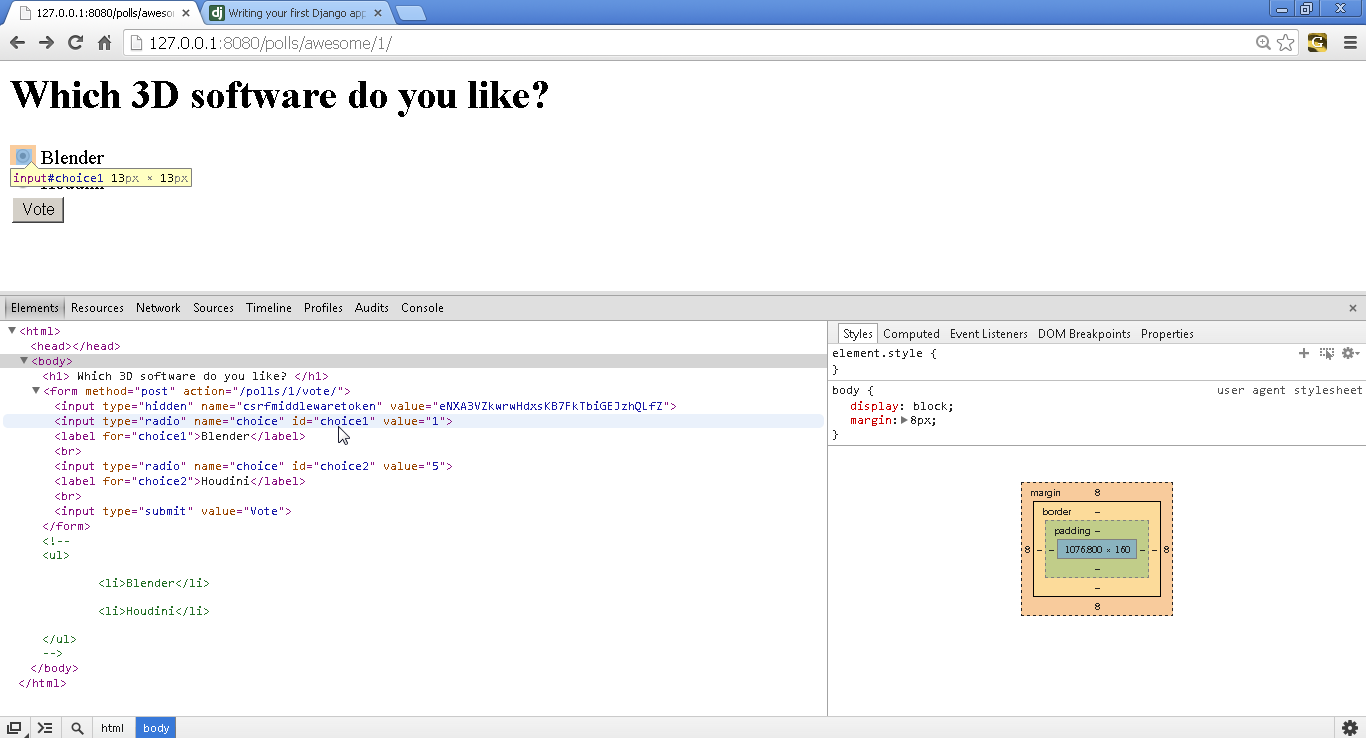 127.0.0.1:8080/polls/aweso
Writing your first Django app
127.0.0.1:8080/polls/awesome/1/
Which 3D software do you like?
Blender
input#choice1 13px × 13px
Vote
Elements Resources Network Sources Timeline Profiles Audits Console
<html>
<head></head>
<body>
<h1> Which 3D software do you like? </h1>
<form method="post" action="/polls/1/vote/">
<input type="hidden" name="csrfmiddlewaretoken" value="eNXA3VZkwrwHdxsKB7FkTbiGEJzhQLfZ">
<input type="radio" name="choice" id="choice1" value="1">
<label for="choice1">Blender</label>
<br>
<input type="radio" name="choice" id="choice2" value="5">
<label for="choice2">Houdini</label>
<br>
<input type="submit" value="Vote">
</form>
<!--
<ul>
<li>Blender</li>
<li>Houdini</li>
</ul>
-->
</body>
</html>
Styles Computed Event Listeners DOM Breakpoints Properties
element.style {
}
body { user agent stylesheet
display: block;
margin: 8px;
}
margin 8
border –
padding –
8 – – 1076.800 × 160 – – 8
–
–
8
html body